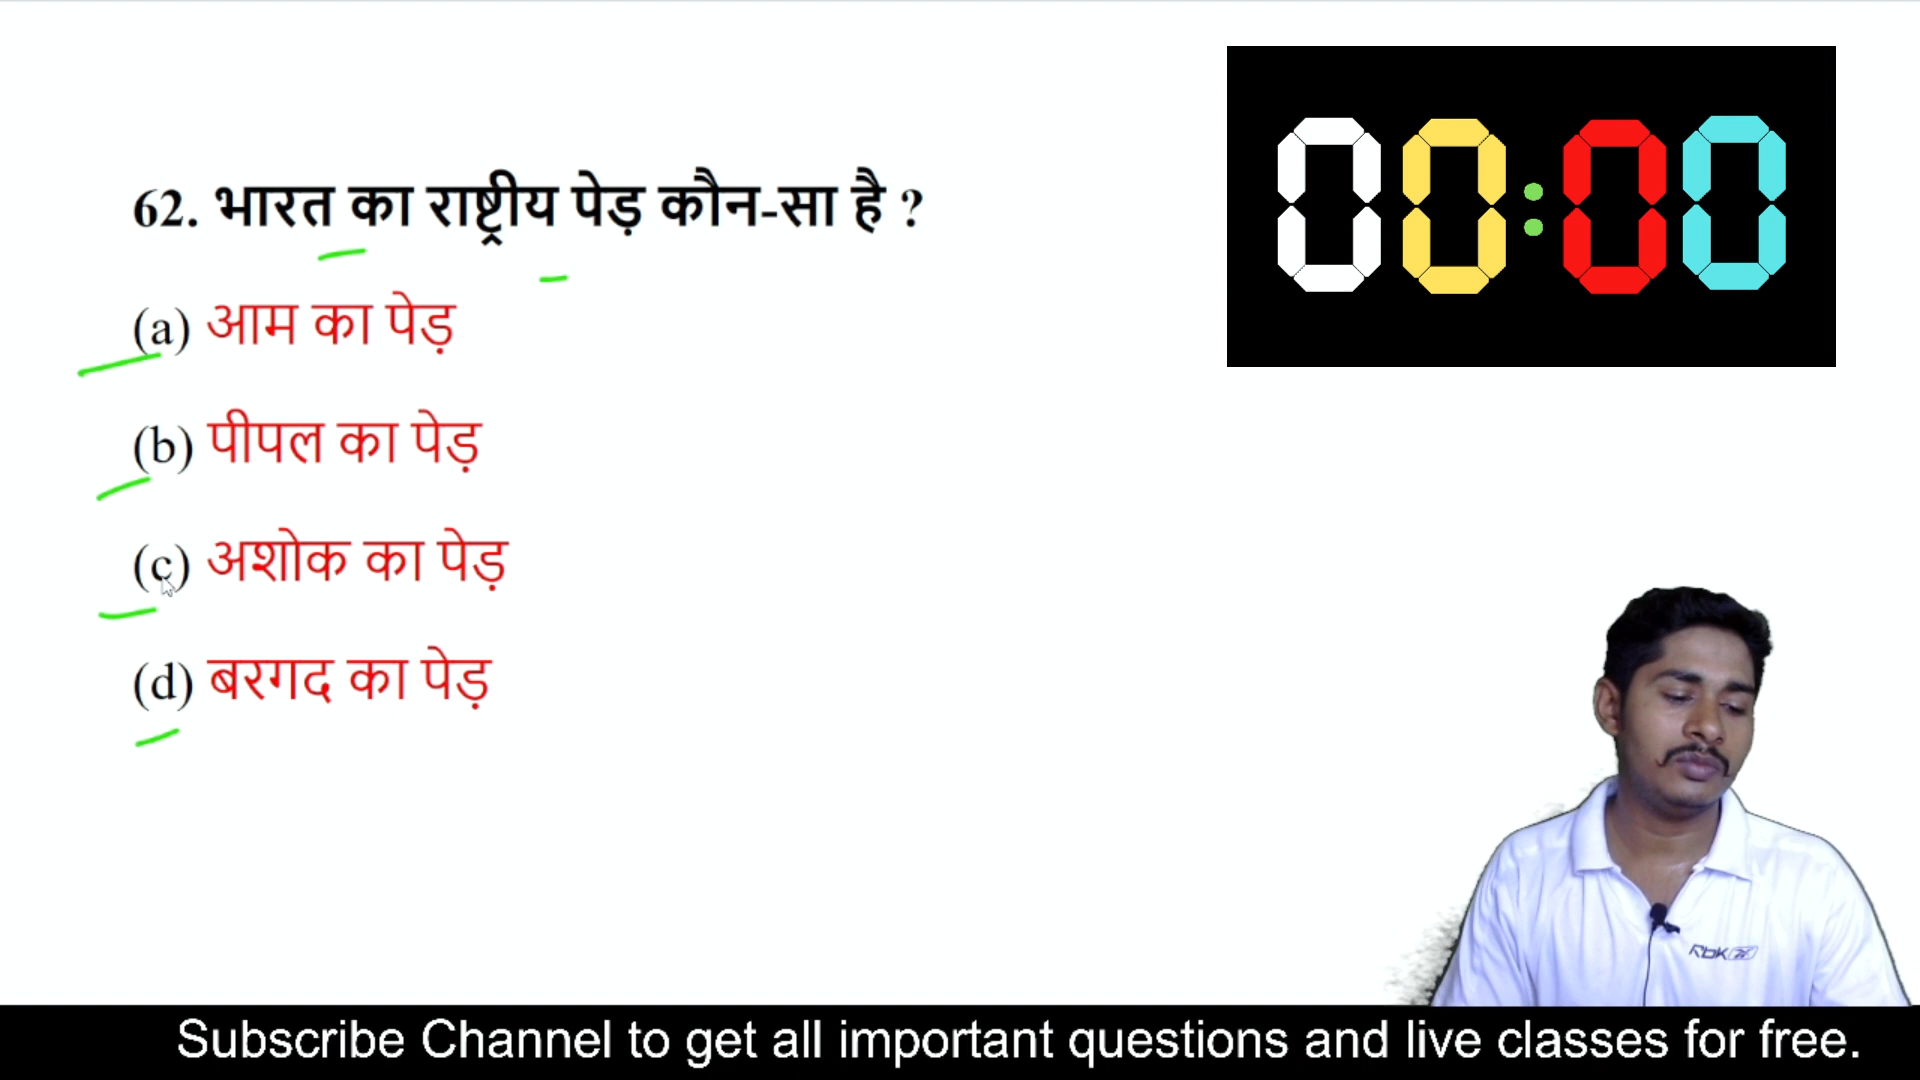 62. भारत का राष्ट्रीय पेड़ कौन-सा है ?
00:00
(a) आम का पेड़
(b) पीपल का पेड़
(c) अशोक का पेड़
(d) बरगद का पेड़
Rbk
Subscribe Channel to get all important questions and live classes for free.